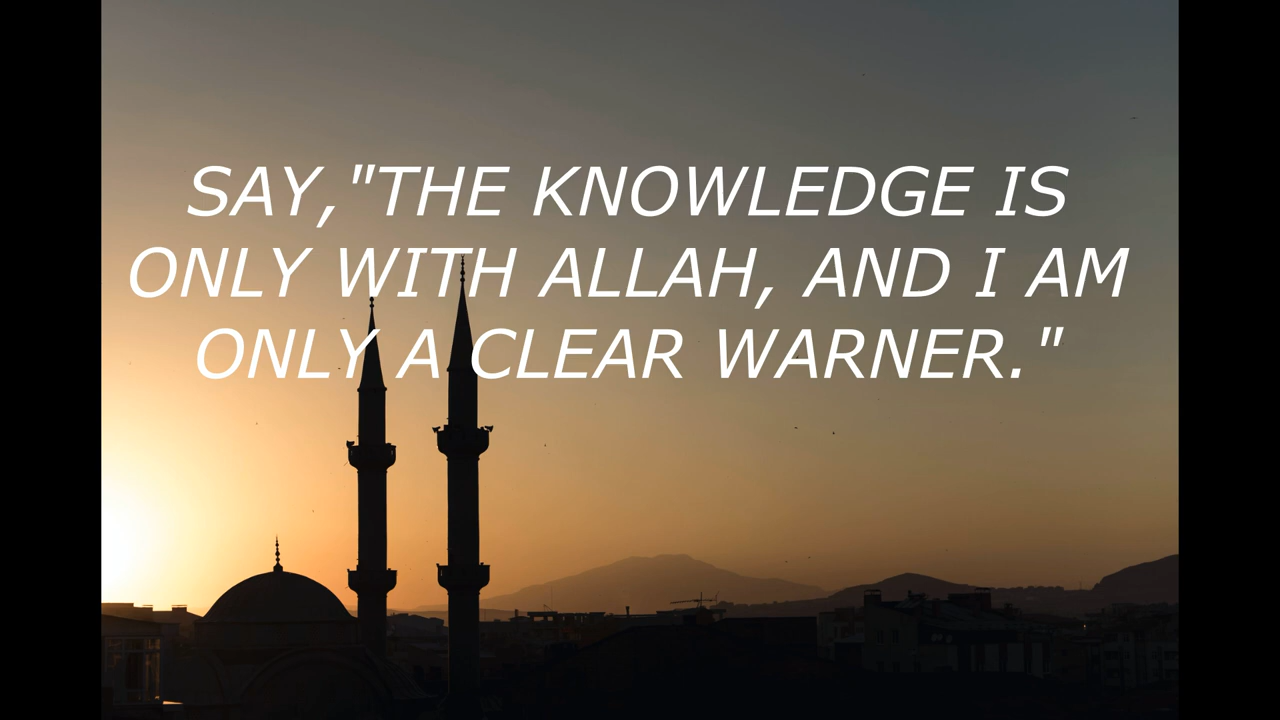 SAY,"THE KNOWLEDGE IS
ONLY WITH ALLAH, AND I AM
ONLY A CLEAR WARNER."